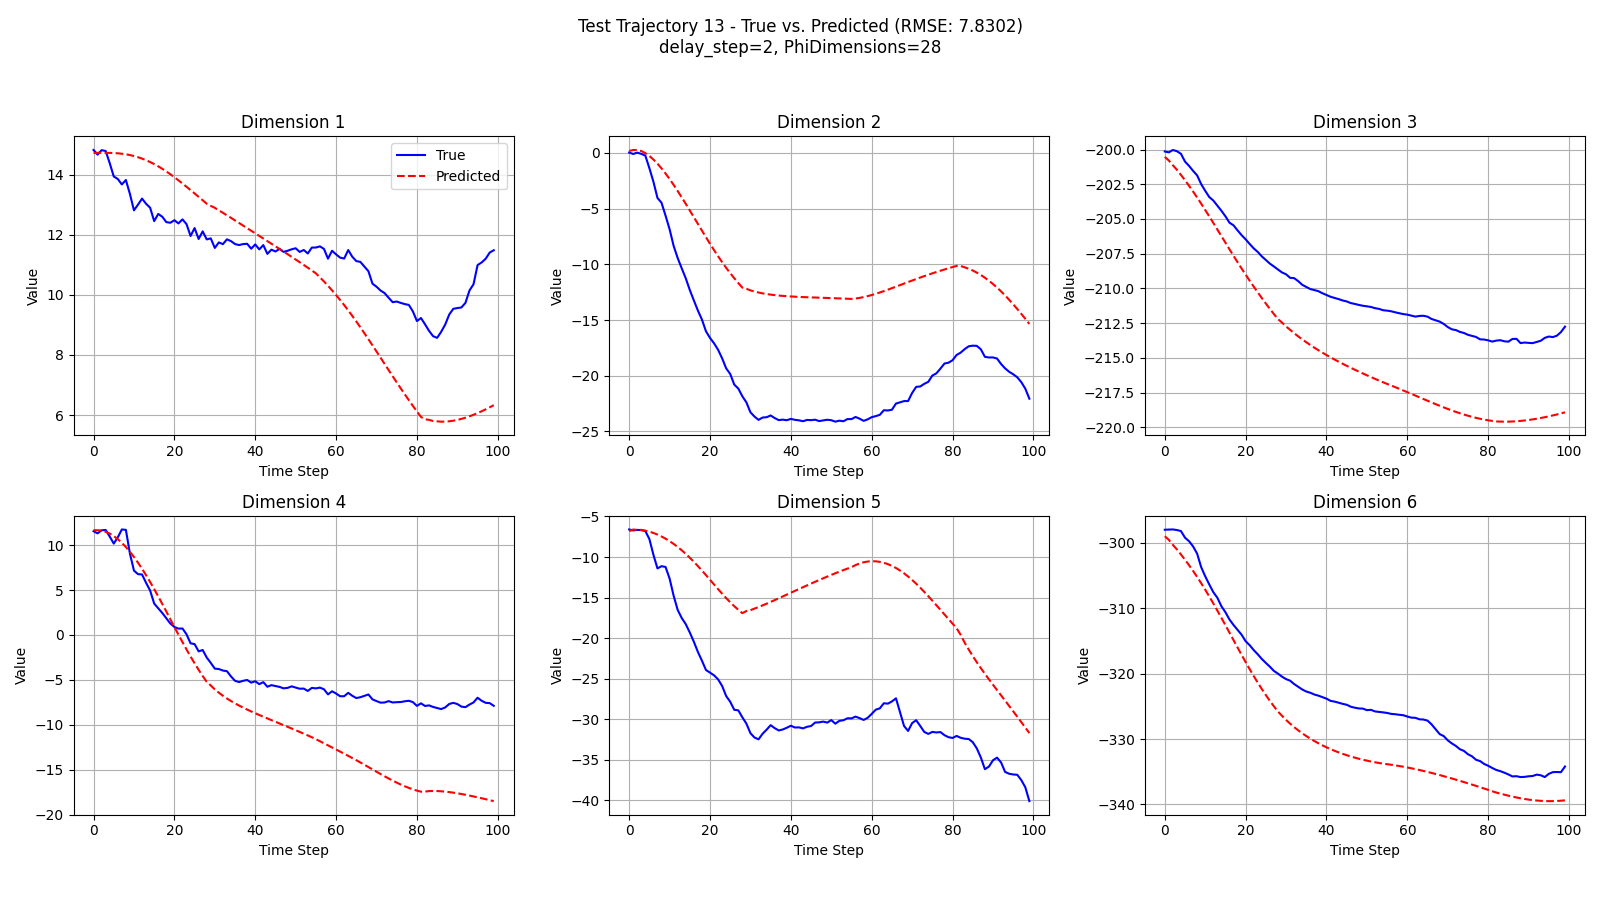 Test Trajectory 13 - True vs. Predicted (RMSE: 7.8302)
delay_step=2, PhiDimensions=28
Dimension 1
True
Predicted
14
12
10
8
6
Value
0 20 40 60 80 100
Time Step
Dimension 2
0
−5
−10
−15
−20
−25
Value
0 20 40 60 80 100
Time Step
Dimension 3
−200.0
−202.5
−205.0
−207.5
−210.0
−212.5
−215.0
−217.5
−220.0
Value
0 20 40 60 80 100
Time Step
Dimension 4
10
5
0
−5
−10
−15
−20
Value
0 20 40 60 80 100
Time Step
Dimension 5
−5
−10
−15
−20
−25
−30
−35
−40
Value
0 20 40 60 80 100
Time Step
Dimension 6
−300
−310
−320
−330
−340
Value
0 20 40 60 80 100
Time Step